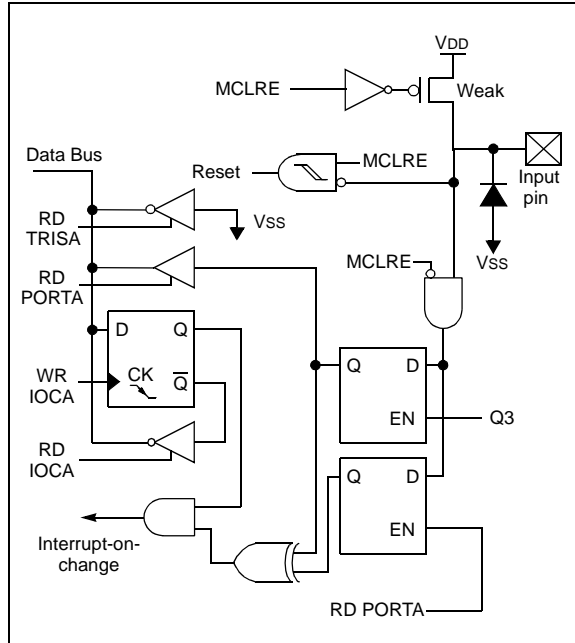 VDD
MCLRE
Weak
Data Bus
Reset
MCLRE
Input
pin
RD
TRISA
VSS
VSS
RD
PORTA
MCLRE
D
Q
Q
D
WR
IOCA
CK
Q̅
EN
Q3
RD
IOCA
Q
D
EN
Interrupt-on-
change
RD PORTA